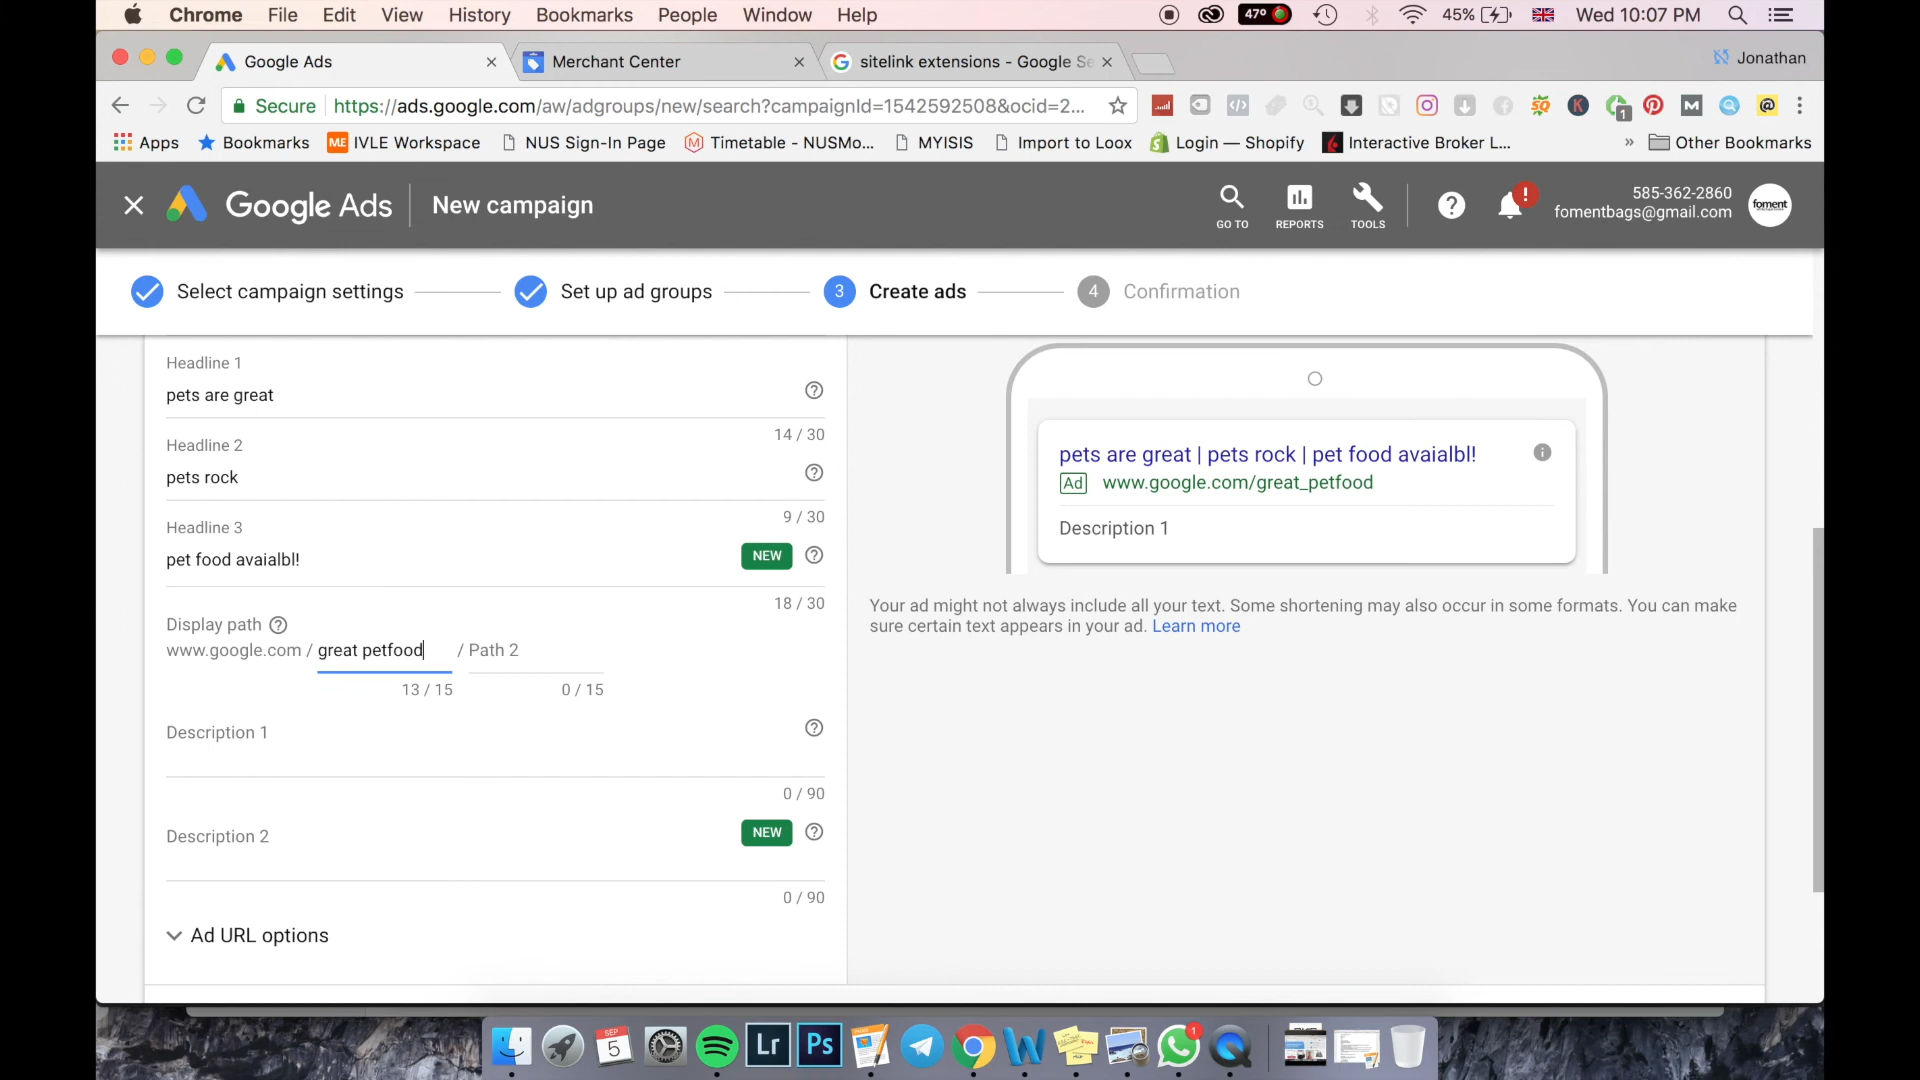 Chrome File Edit View History Bookmarks People Window Help 47° 45% Wed 10:07 PM
Google Ads Merchant Center sitelink extensions - Google Se Jonathan
Secure https://ads.google.com/aw/adgroups/new/search?campaignId=1542592508&ocid=2...
Apps Bookmarks ME IVLE Workspace NUS Sign-In Page Timetable - NUSMo... MYISIS Import to Loox Login — Shopify Interactive Broker L... » Other Bookmarks
Google Ads New campaign GO TO REPORTS TOOLS 585-362-2860
fomentbags@gmail.com foment
Select campaign settings Set up ad groups 3 Create ads 4 Confirmation
Headline 1
pets are great
14 / 30
Headline 2
pets rock
9 / 30
Headline 3
pet food avaialbl! NEW
18 / 30
Display path
www.google.com / great petfood / Path 2
13 / 15 0 / 15
Description 1
0 / 90
Description 2 NEW
0 / 90
Ad URL options
pets are great | pets rock | pet food avaialbl!
Ad www.google.com/great_petfood
Description 1
Your ad might not always include all your text. Some shortening may also occur in some formats. You can make
sure certain text appears in your ad. Learn more
SEP
5
Lr Ps
1